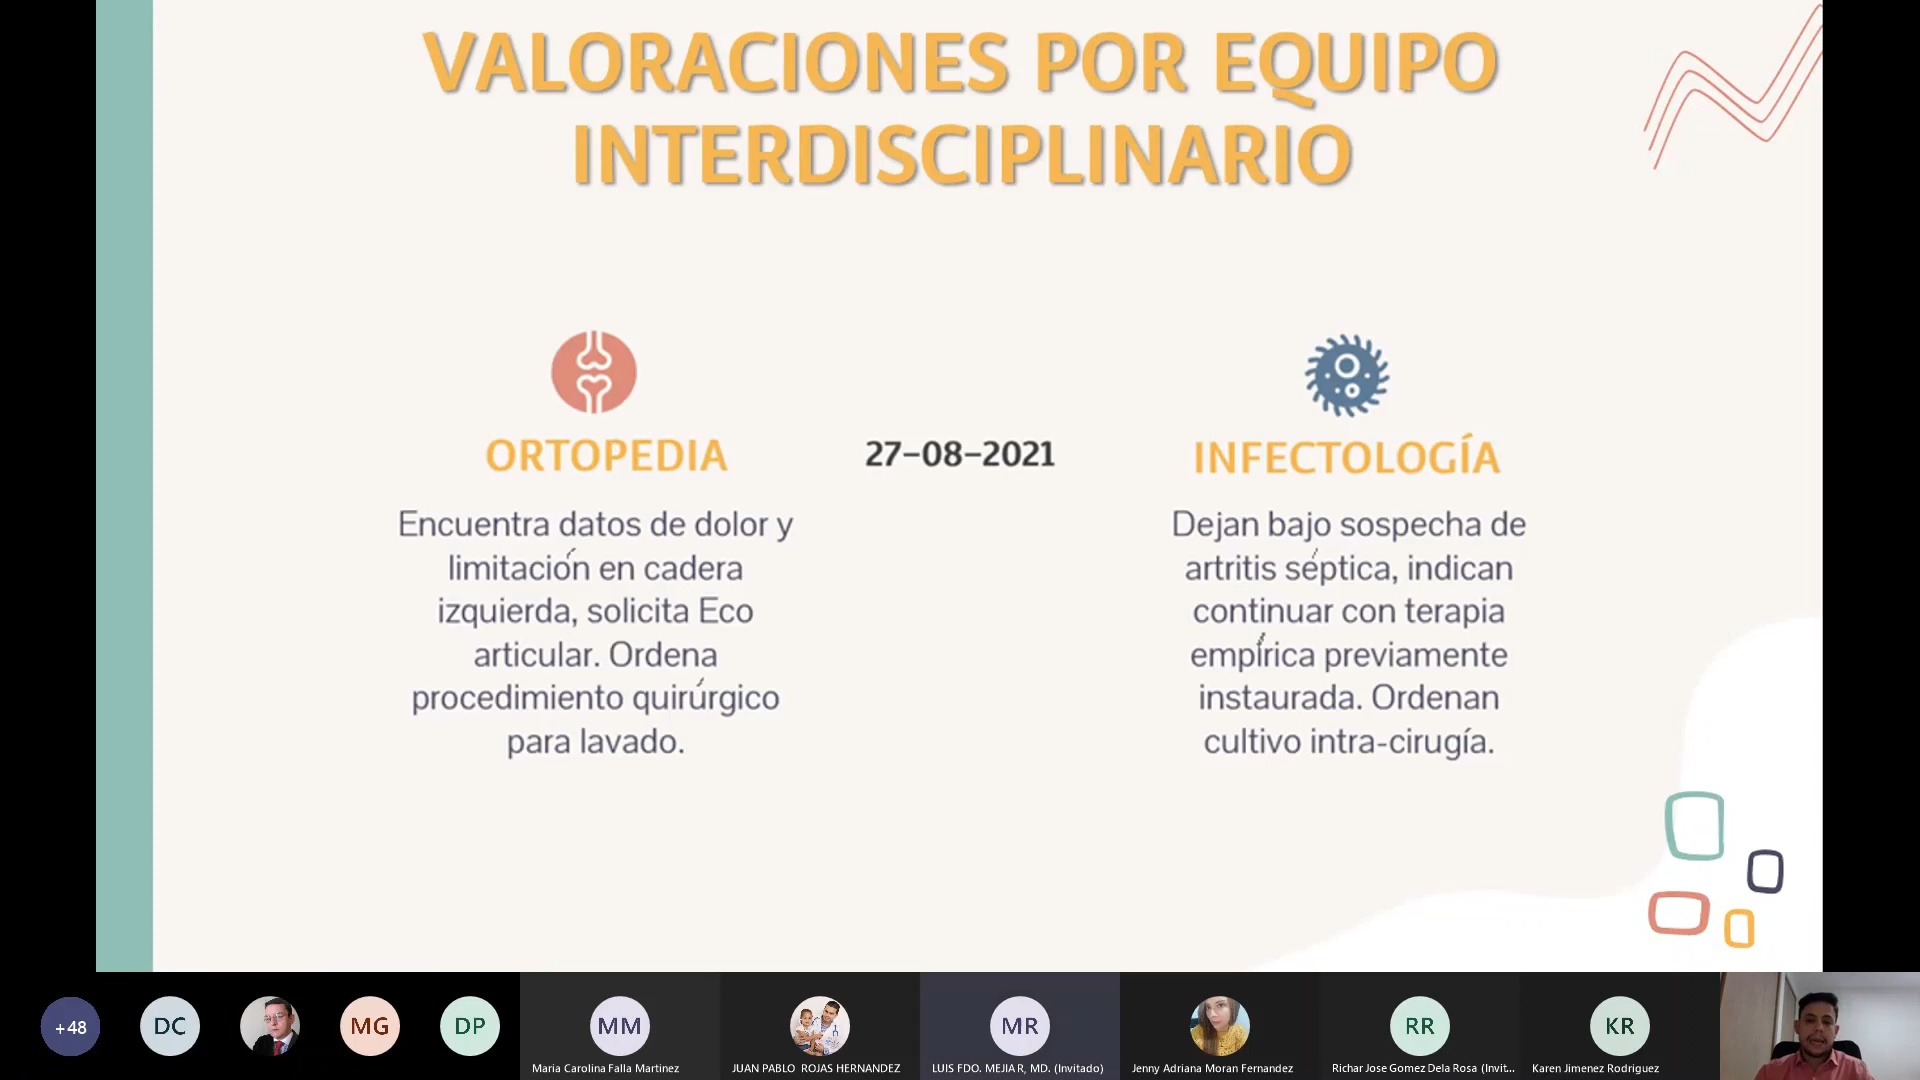 VALORACIONES POR EQUIPO
INTERDISCIPLINARIO
ORTOPEDIA
Encuentra datos de dolor y
limitación en cadera
izquierda, solicita Eco
articular. Ordena
procedimiento quirúrgico
para lavado.
27-08-2021
INFECTOLOGÍA
Dejan bajo sospecha de
artritis séptica, indican
continuar con terapia
empírica previamente
instaurada. Ordenan
cultivo intra-cirugía.
+48
DC
MG
DP
MM
Maria Carolina Falla Martinez
JUAN PABLO ROJAS HERNANDEZ
MR
LUIS FDO. MEJIA R, MD. (Invitado)
Jenny Adriana Moran Fernandez
RR
Richar Jose Gomez Dela Rosa (Invit...
KR
Karen Jimenez Rodriguez